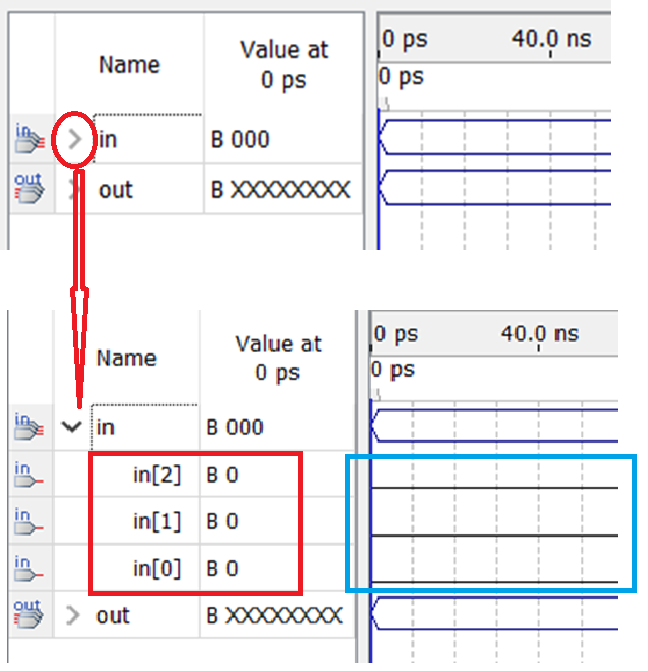 Name
Value at
0 ps
0 ps
40.0 ns
0 ps
in
in
B 000
out
out
B XXXXXXXX
Name
Value at
0 ps
0 ps
40.0 ns
0 ps
in
in
B 000
in
in[2]
B 0
in
in[1]
B 0
in
in[0]
B 0
out
out
B XXXXXXXX